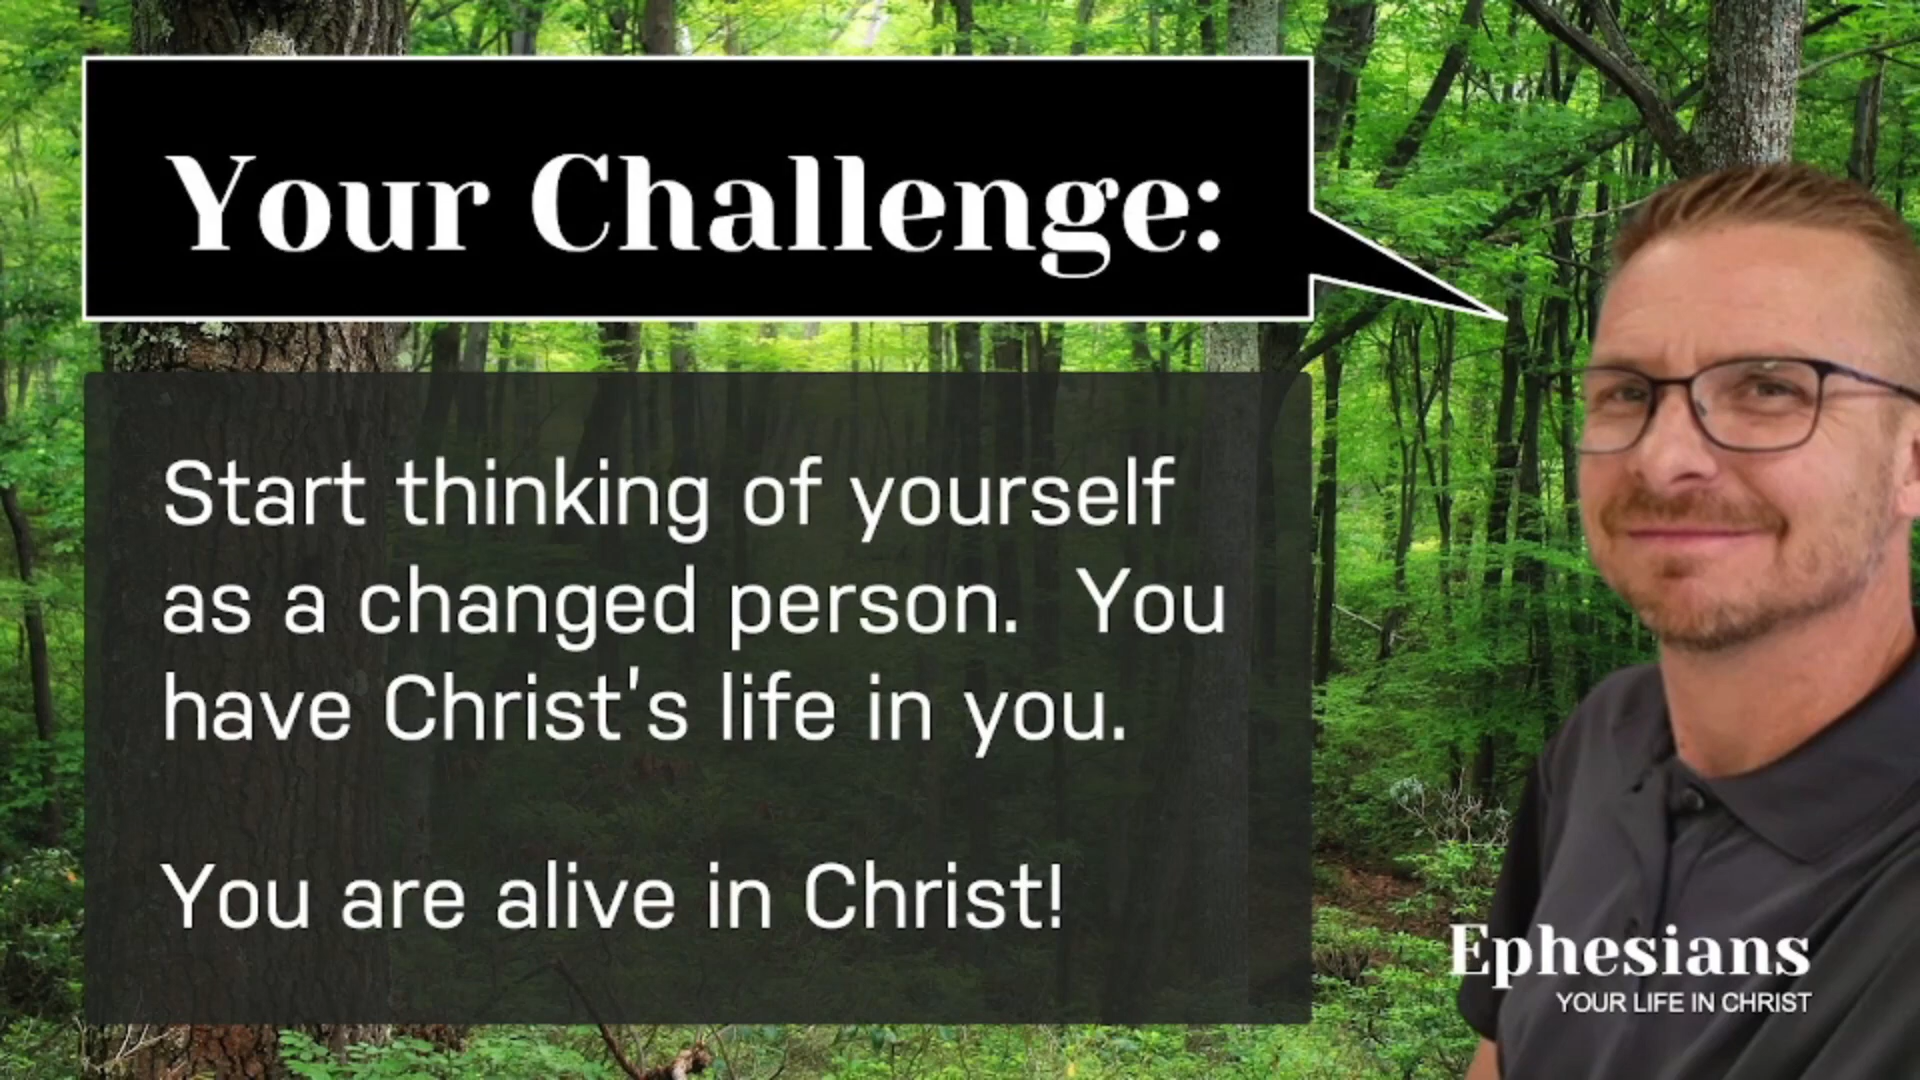 Your Challenge:
Start thinking of yourself
as a changed person.  You
have Christ's life in you.
You are alive in Christ!
Ephesians
YOUR LIFE IN CHRIST